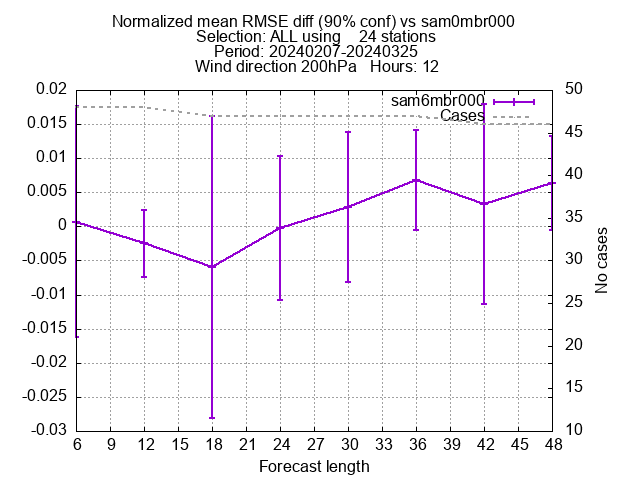 Normalized mean RMSE diff (90% conf) vs sam0mbr000
Selection: ALL using    24 stations
Period: 20240207-20240325
Wind direction 200hPa   Hours: 12
sam6mbr000
Cases
0.02
0.015
0.01
0.005
0
-0.005
-0.01
-0.015
-0.02
-0.025
-0.03
50
45
40
35
30
25
20
15
10
No cases
6 9 12 15 18 21 24 27 30 33 36 39 42 45 48
Forecast length